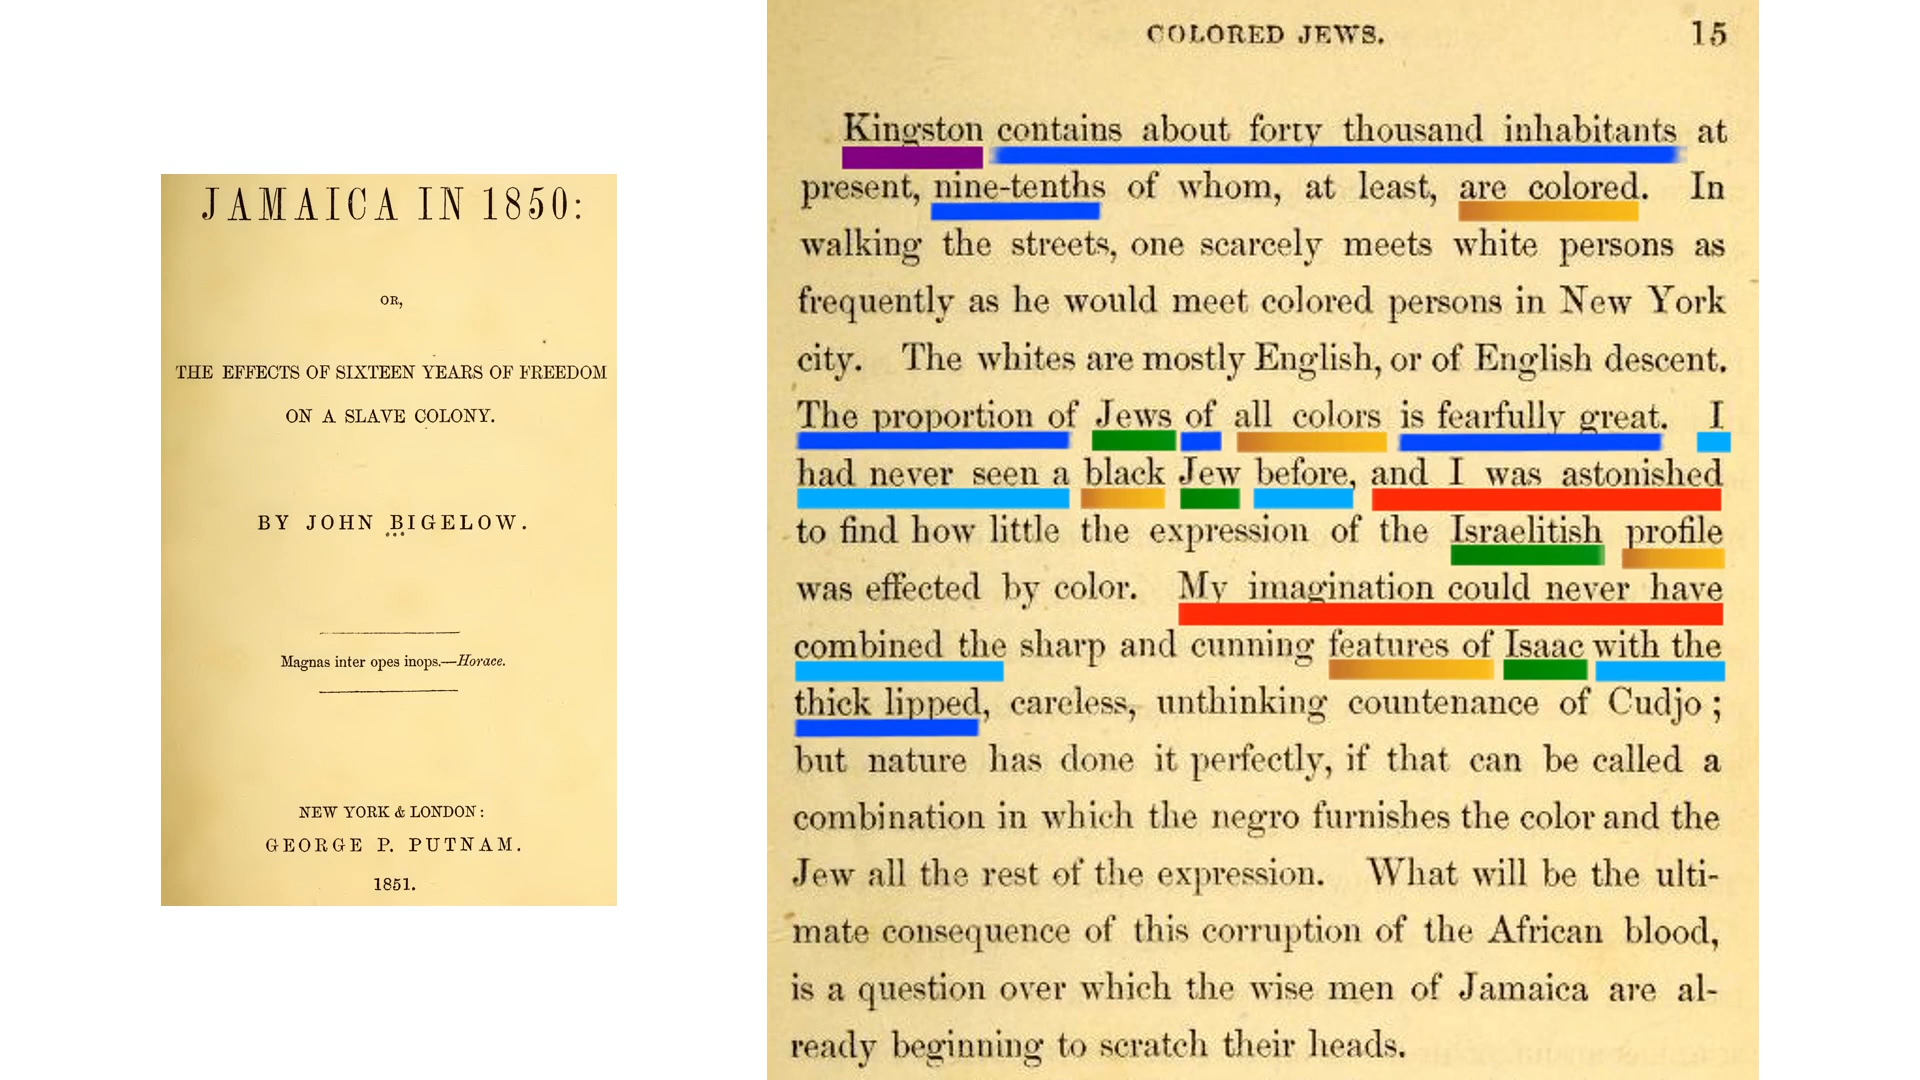 JAMAICA IN 1850:
OR,
THE EFFECTS OF SIXTEEN YEARS OF FREEDOM
ON A SLAVE COLONY.
BY JOHN BIGELOW.
Magnas inter opes inops.—Horace.
NEW YORK & LONDON:
GEORGE P. PUTNAM.
1851.
COLORED JEWS. 15
Kingston contains about forty thousand inhabitants at
present, nine-tenths of whom, at least, are colored. In
walking the streets, one scarcely meets white persons as
frequently as he would meet colored persons in New York
city. The whites are mostly English, or of English descent.
The proportion of Jews of all colors is fearfully great. I
had never seen a black Jew before, and I was astonished
to find how little the expression of the Israelitish profile
was effected by color. My imagination could never have
combined the sharp and cunning features of Isaac with the
thick lipped, careless, unthinking countenance of Cudjo ;
but nature has done it perfectly, if that can be called a
combination in which the negro furnishes the color and the
Jew all the rest of the expression. What will be the ulti-
mate consequence of this corruption of the African blood,
is a question over which the wise men of Jamaica are al-
ready beginning to scratch their heads.